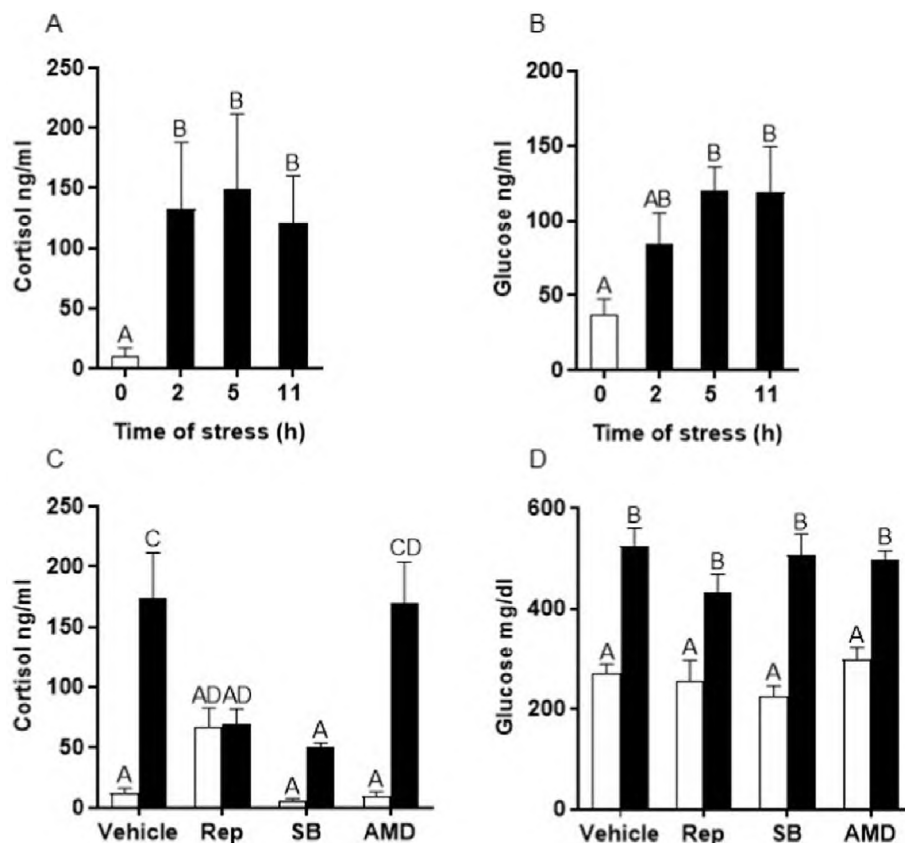 A
Cortisol ng/ml
250
200
150
100
50
0
A
B
B
B
0 2 5 11
Time of stress (h)
B
Glucose ng/ml
200
150
100
50
0
A
AB
B
B
0 2 5 11
Time of stress (h)
C
Cortisol ng/ml
250
200
150
100
50
0
A
C
AD AD
A
A
A
CD
Vehicle Rep SB AMD
D
Glucose mg/dl
600
400
200
0
A
B
A
B
A
B
A
B
Vehicle Rep SB AMD